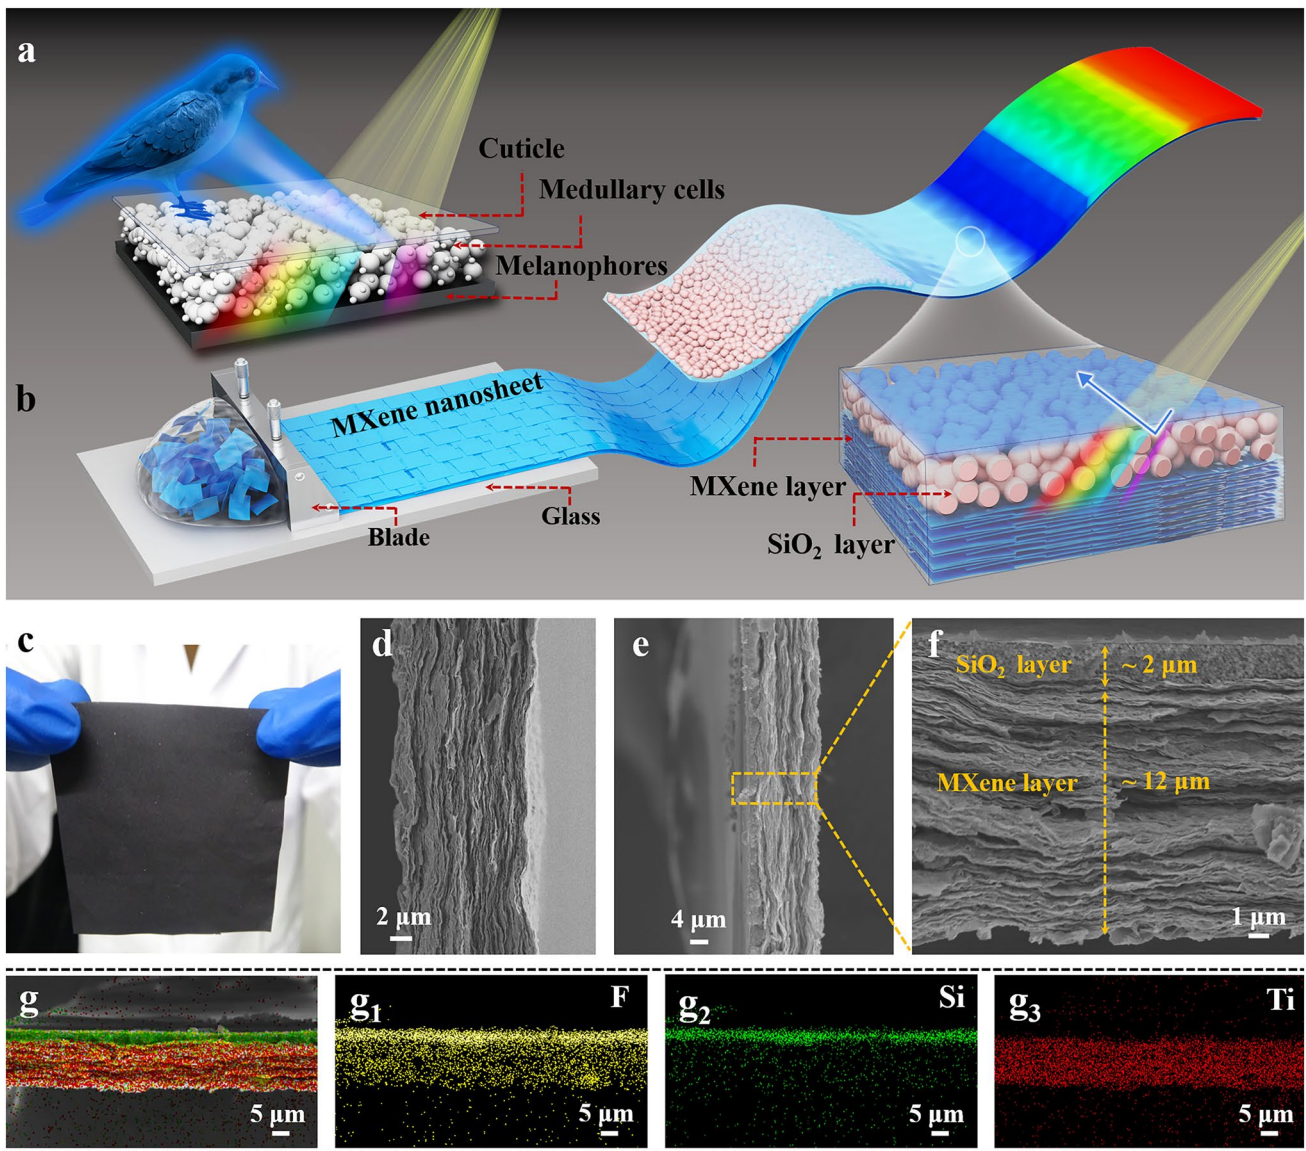 a
Cuticle
Medullary cells
Melanophores
b
MXene nanosheet
MXene layer
Glass
Blade
SiO₂ layer
c
d
e
f
SiO₂ layer
~ 2 μm
MXene layer
~ 12 μm
2 μm
4 μm
1 μm
g
g₁
F
g₂
Si
g₃
Ti
5 μm
5 μm
5 μm
5 μm